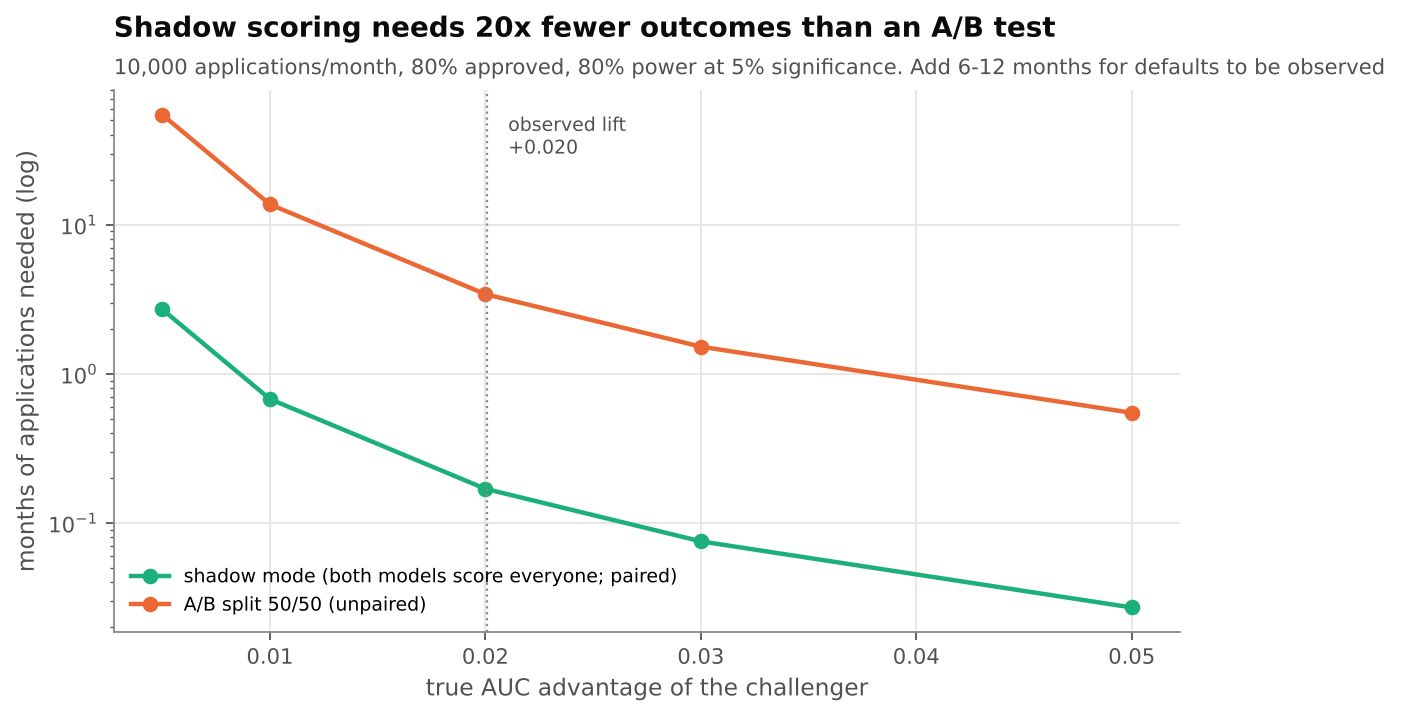 Shadow scoring needs 20x fewer outcomes than an A/B test
10,000 applications/month, 80% approved, 80% power at 5% significance. Add 6-12 months for defaults to be observed
observed lift
+0.020
months of applications needed (log)
10¹
10⁰
10⁻¹
shadow mode (both models score everyone; paired)
A/B split 50/50 (unpaired)
0.01 0.02 0.03 0.04 0.05
true AUC advantage of the challenger